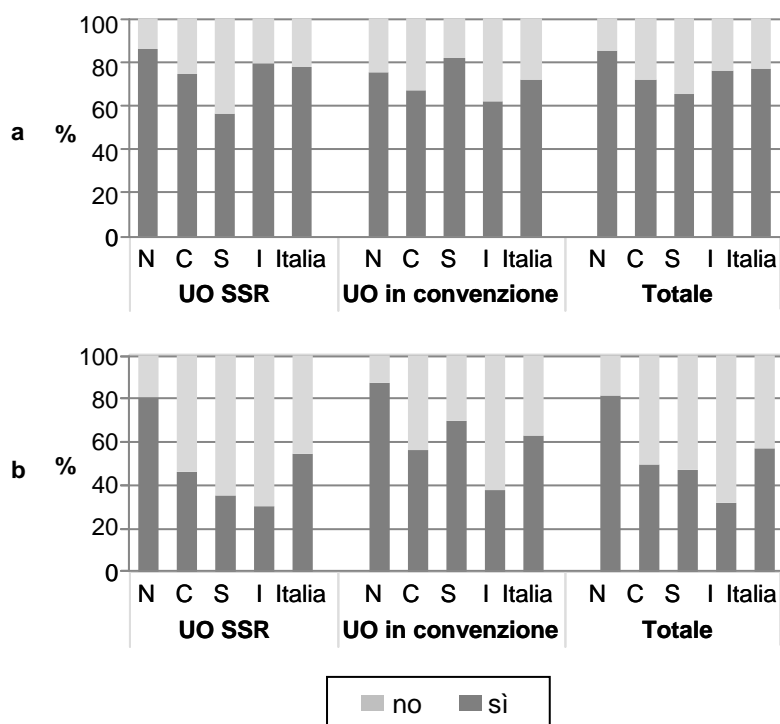 100
80
a % 60
40
20
0
N C S I Italia N C S I Italia N C S I Italia
UO SSR UO in convenzione Totale
100
80
b % 60
40
20
0
N C S I Italia N C S I Italia N C S I Italia
UO SSR UO in convenzione Totale
no sì